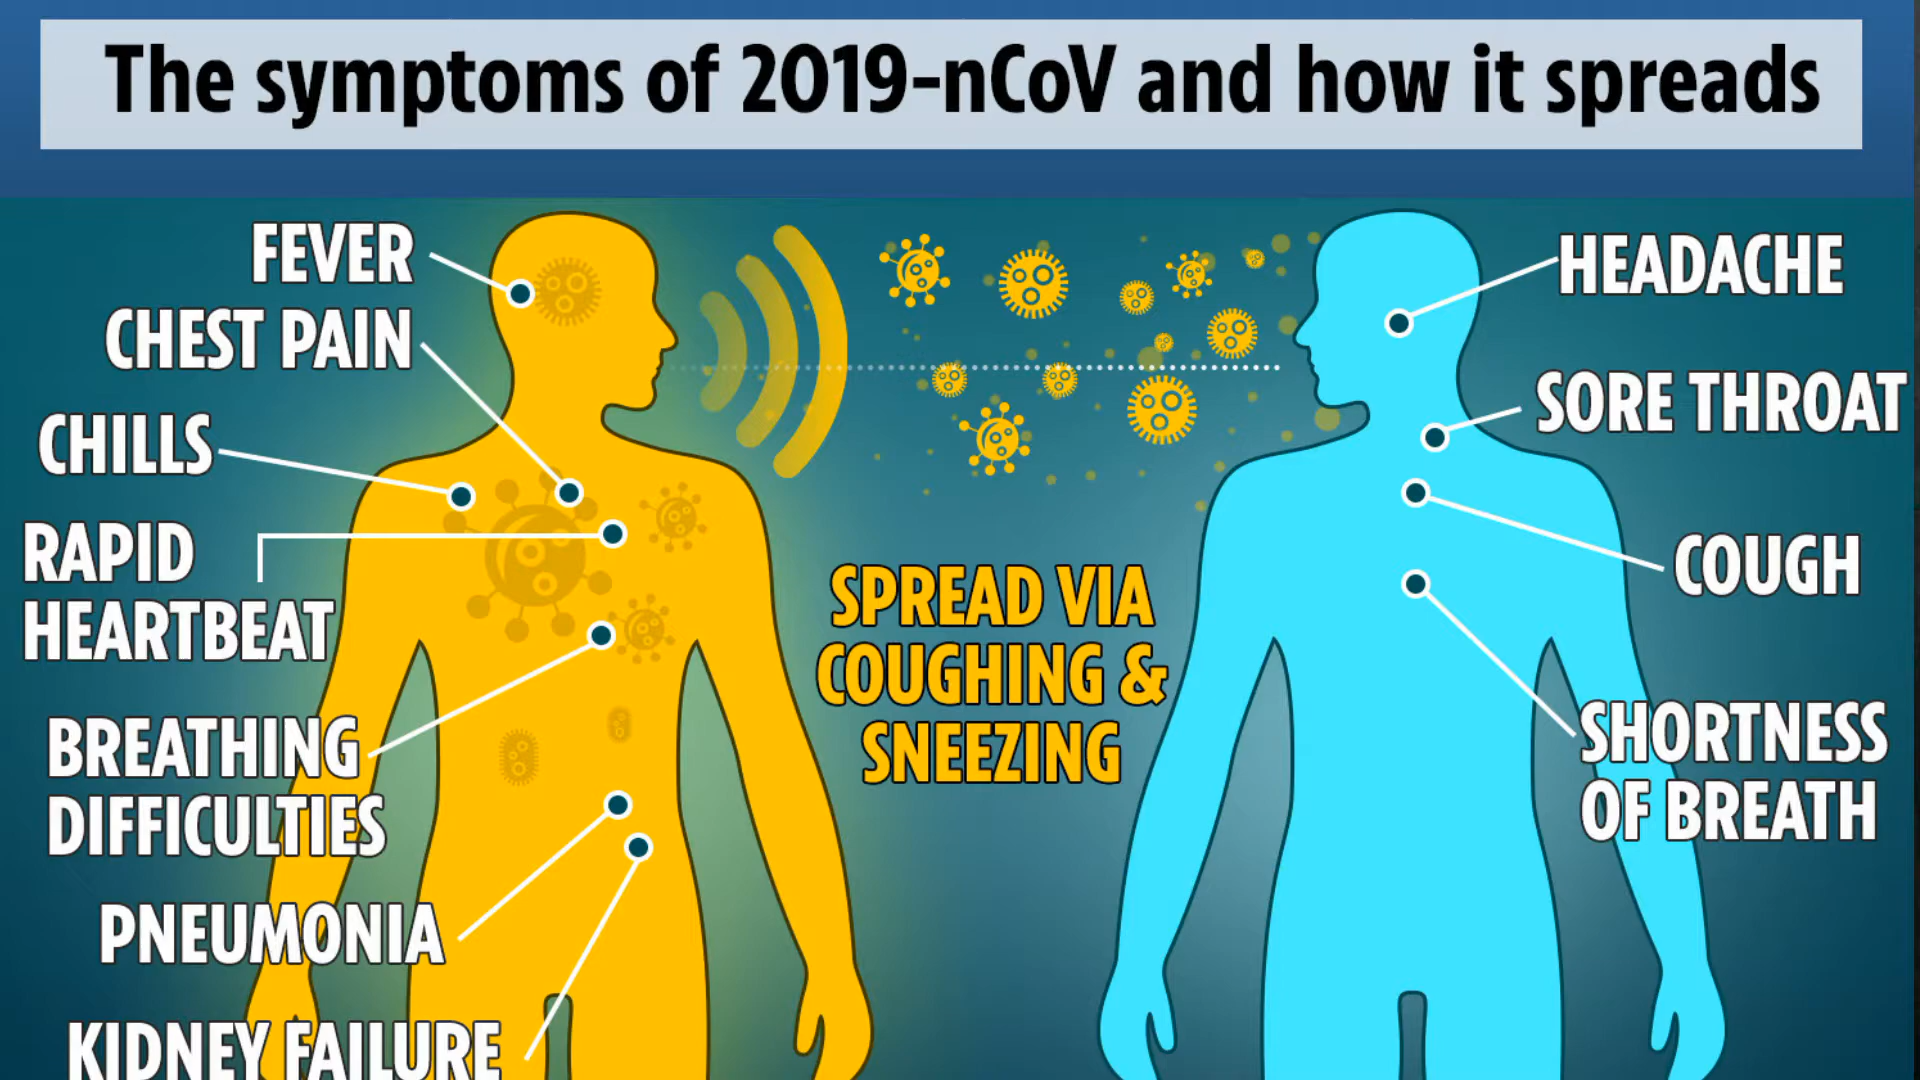 The symptoms of 2019-nCoV and how it spreads
FEVER
CHEST PAIN
CHILLS
RAPID
HEARTBEAT
BREATHING
DIFFICULTIES
PNEUMONIA
KIDNEY FAILURE
SPREAD VIA
COUGHING &
SNEEZING
HEADACHE
SORE THROAT
COUGH
SHORTNESS
OF BREATH